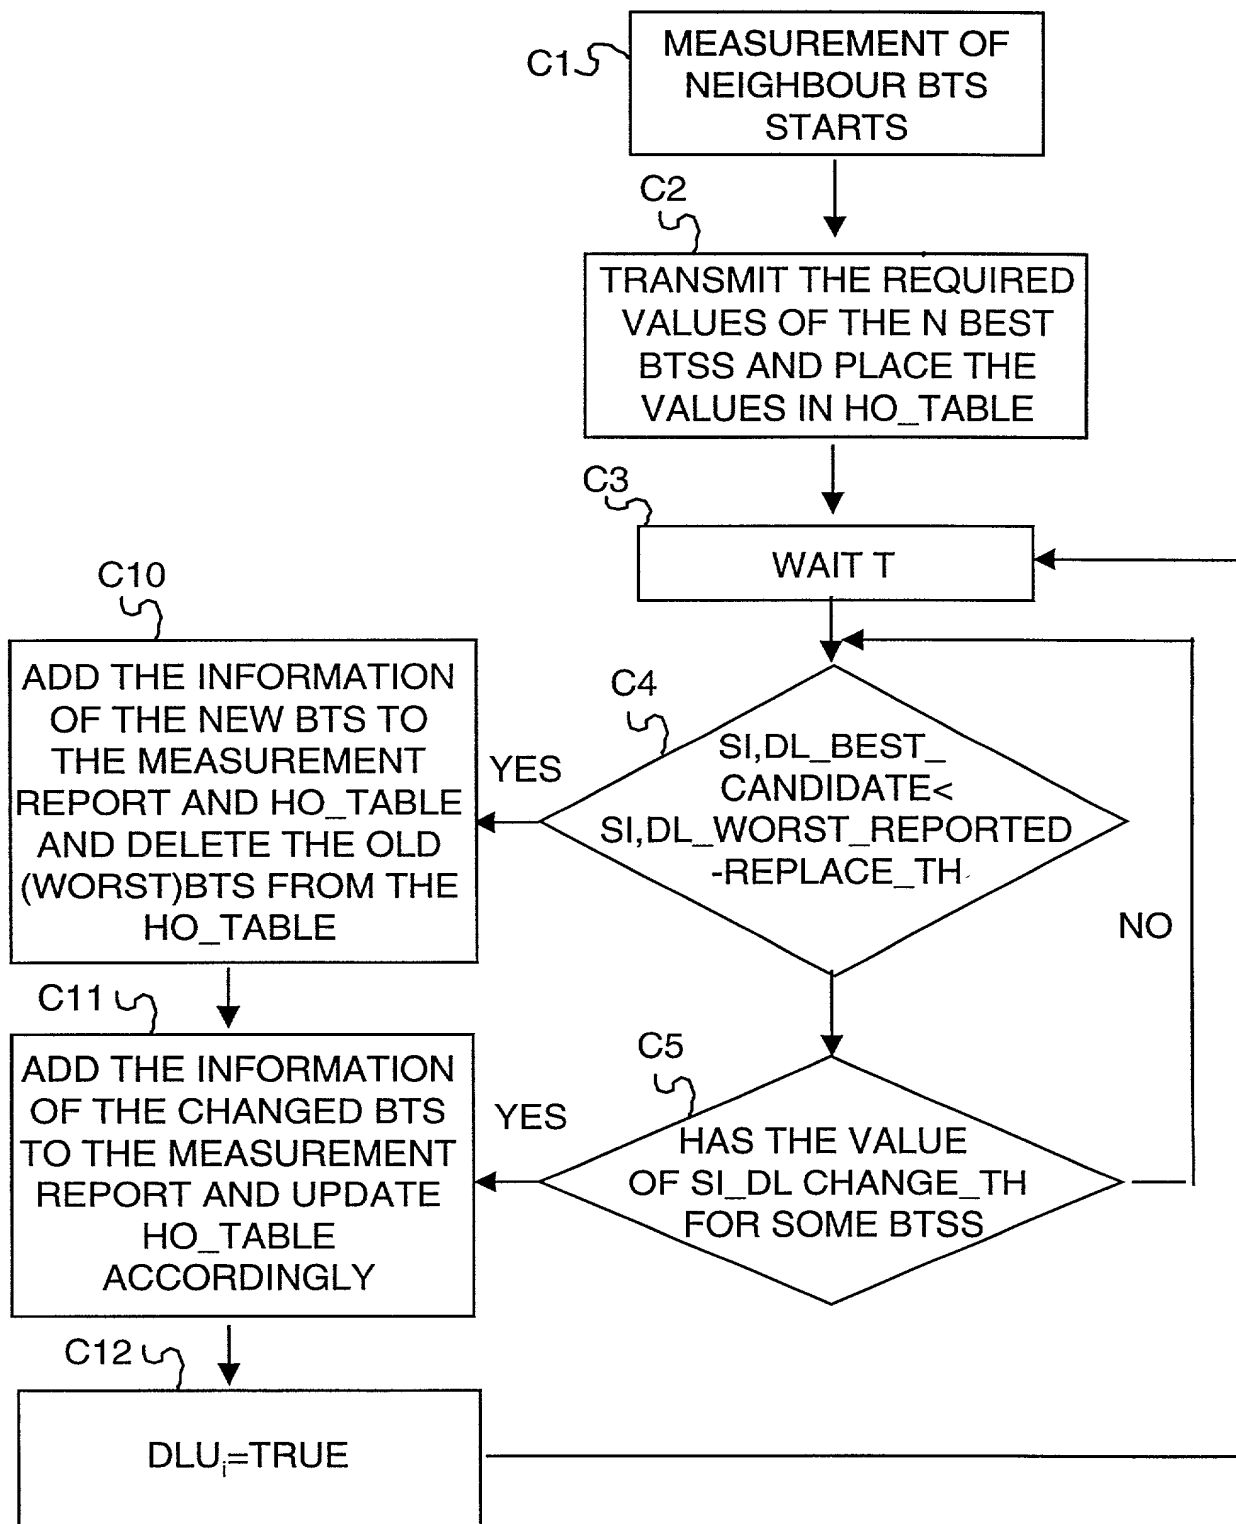 C1
MEASUREMENT OF
NEIGHBOUR BTS
STARTS
C2
TRANSMIT THE REQUIRED
VALUES OF THE N BEST
BTSS AND PLACE THE
VALUES IN HO_TABLE
C3
WAIT T
C10
ADD THE INFORMATION
OF THE NEW BTS TO
THE MEASUREMENT
REPORT AND HO_TABLE
AND DELETE THE OLD
(WORST)BTS FROM THE
HO_TABLE
YES
C4
SI,DL_BEST_
CANDIDATE<
SI,DL_WORST_REPORTED
-REPLACE_TH
NO
C11
ADD THE INFORMATION
OF THE CHANGED BTS
TO THE MEASUREMENT
REPORT AND UPDATE
HO_TABLE
ACCORDINGLY
YES
C5
HAS THE VALUE
OF SI_DL CHANGE_TH
FOR SOME BTSS
C12
DLUi=TRUE